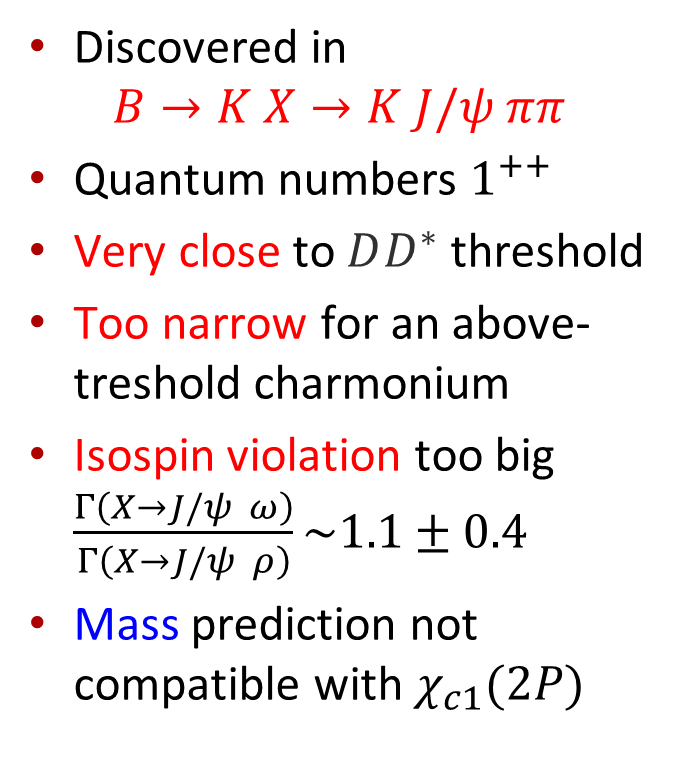 • Discovered in
B → K X → K J/ψ ππ
• Quantum numbers 1⁺⁺
• Very close to DD* threshold
• Too narrow for an above-
treshold charmonium
• Isospin violation too big
Γ(X→J/ψ ω)
Γ(X→J/ψ ρ) ~1.1 ± 0.4
• Mass prediction not
compatible with χc1(2P)